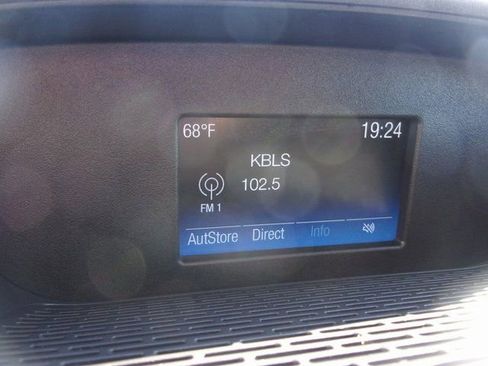 68°F 19:24
KBLS
102.5
FM 1
AutStore Direct Info